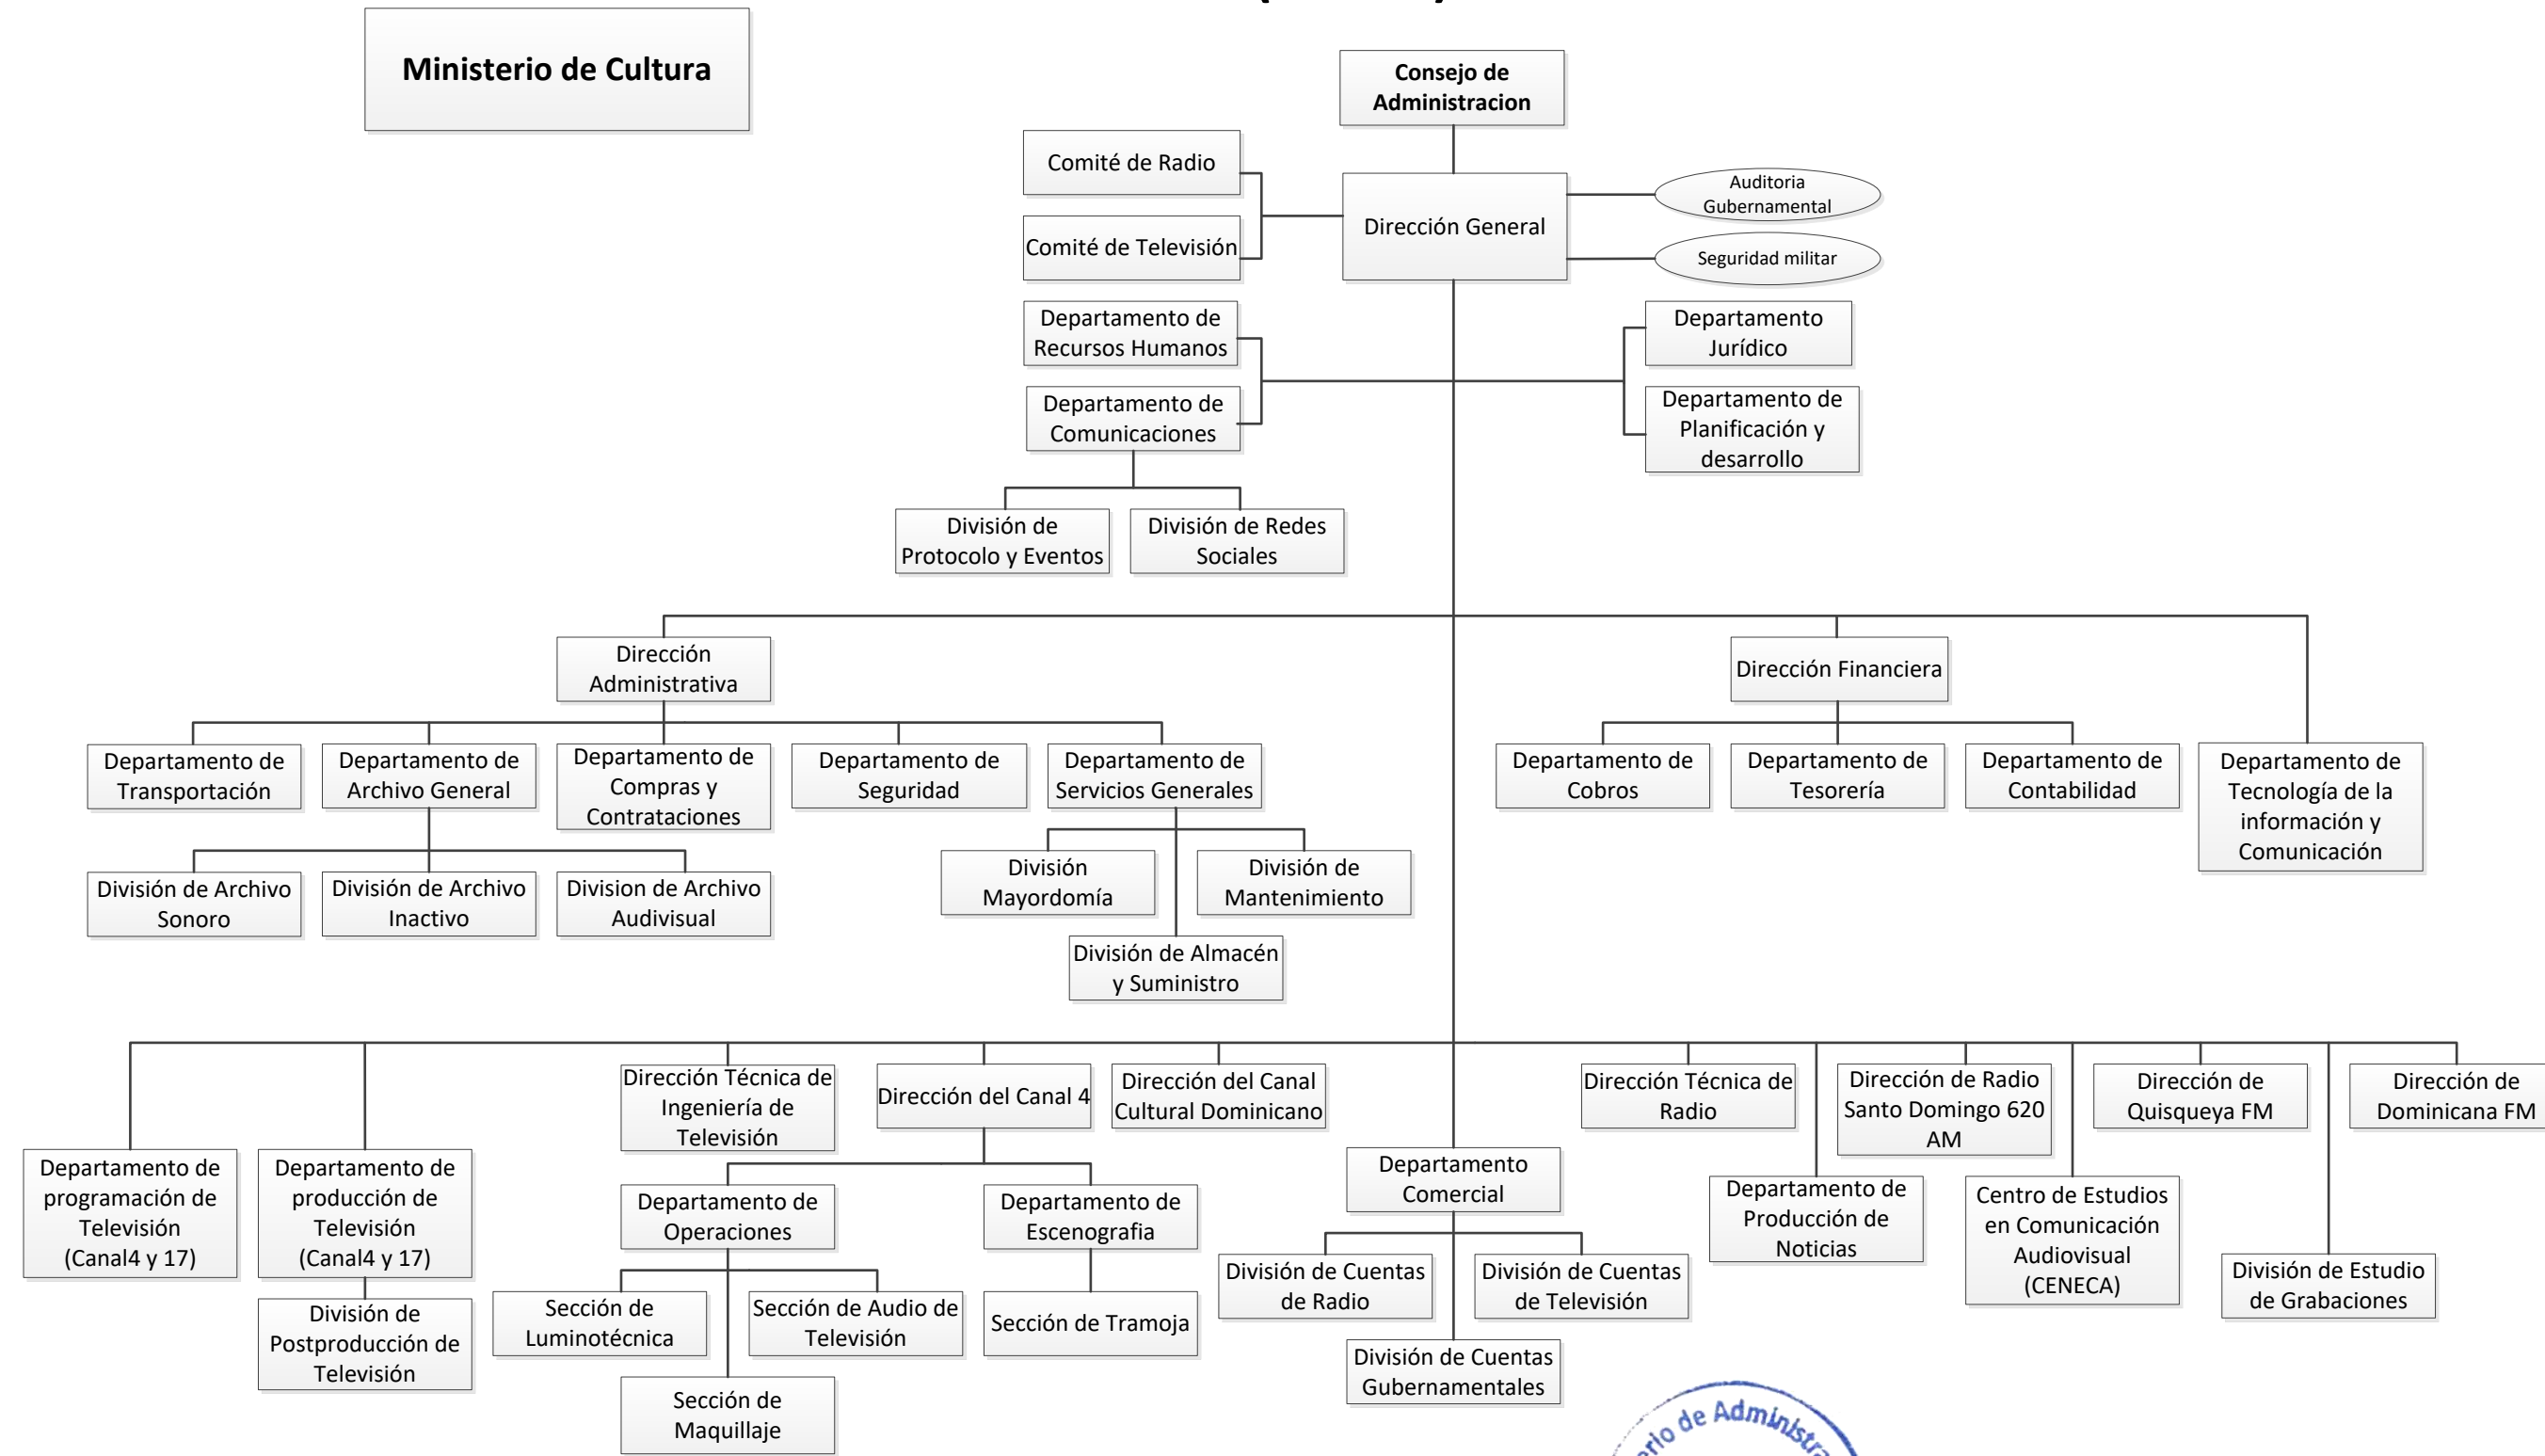 Ministerio de Cultura
Consejo de
Administracion
Comité de Radio
Comité de Televisión
Dirección General
Auditoria
Gubernamental
Seguridad militar
Departamento de
Recursos Humanos
Departamento de
Comunicaciones
Departamento
Jurídico
Departamento de
Planificación y
desarrollo
División de
Protocolo y Eventos
División de Redes
Sociales
Dirección
Administrativa
Dirección Financiera
Departamento de
Transportación
Departamento de
Archivo General
Departamento de
Compras y
Contrataciones
Departamento de
Seguridad
Departamento de
Servicios Generales
Departamento de
Cobros
Departamento de
Tesorería
Departamento de
Contabilidad
Departamento de
Tecnología de la
información y
Comunicación
División de Archivo
Sonoro
División de Archivo
Inactivo
Division de Archivo
Audivisual
División
Mayordomía
División de
Mantenimiento
División de Almacén
y Suministro
Dirección Técnica de
Ingeniería de
Televisión
Dirección del Canal 4
Dirección del Canal
Cultural Dominicano
Dirección Técnica de
Radio
Dirección de Radio
Santo Domingo 620
AM
Dirección de
Quisqueya FM
Dirección de
Dominicana FM
Departamento de
programación de
Televisión
(Canal4 y 17)
Departamento de
producción de
Televisión
(Canal4 y 17)
Departamento de
Operaciones
Departamento de
Escenografia
Departamento
Comercial
Departamento de
Producción de
Noticias
Centro de Estudios
en Comunicación
Audiovisual
(CENECA)
División de Estudio
de Grabaciones
División de
Postproducción de
Televisión
Sección de
Luminotécnica
Sección de Audio de
Televisión
Sección de Tramoja
División de Cuentas
de Radio
División de Cuentas
de Televisión
División de Cuentas
Gubernamentales
Sección de
Maquillaje
de